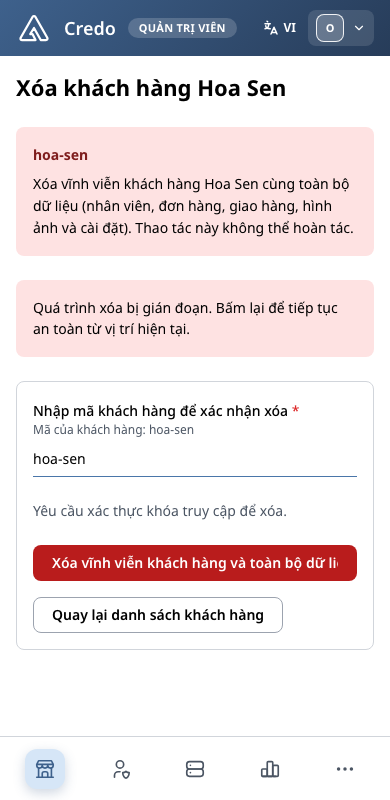 Credo
QUẢN TRỊ VIÊN
VI
O
Xóa khách hàng Hoa Sen
hoa-sen
Xóa vĩnh viễn khách hàng Hoa Sen cùng toàn bộ
dữ liệu (nhân viên, đơn hàng, giao hàng, hình
ảnh và cài đặt). Thao tác này không thể hoàn tác.
Quá trình xóa bị gián đoạn. Bấm lại để tiếp tục
an toàn từ vị trí hiện tại.
Nhập mã khách hàng để xác nhận xóa *
Mã của khách hàng: hoa-sen
hoa-sen
Yêu cầu xác thực khóa truy cập để xóa.
Xóa vĩnh viễn khách hàng và toàn bộ dữ
Quay lại danh sách khách hàng